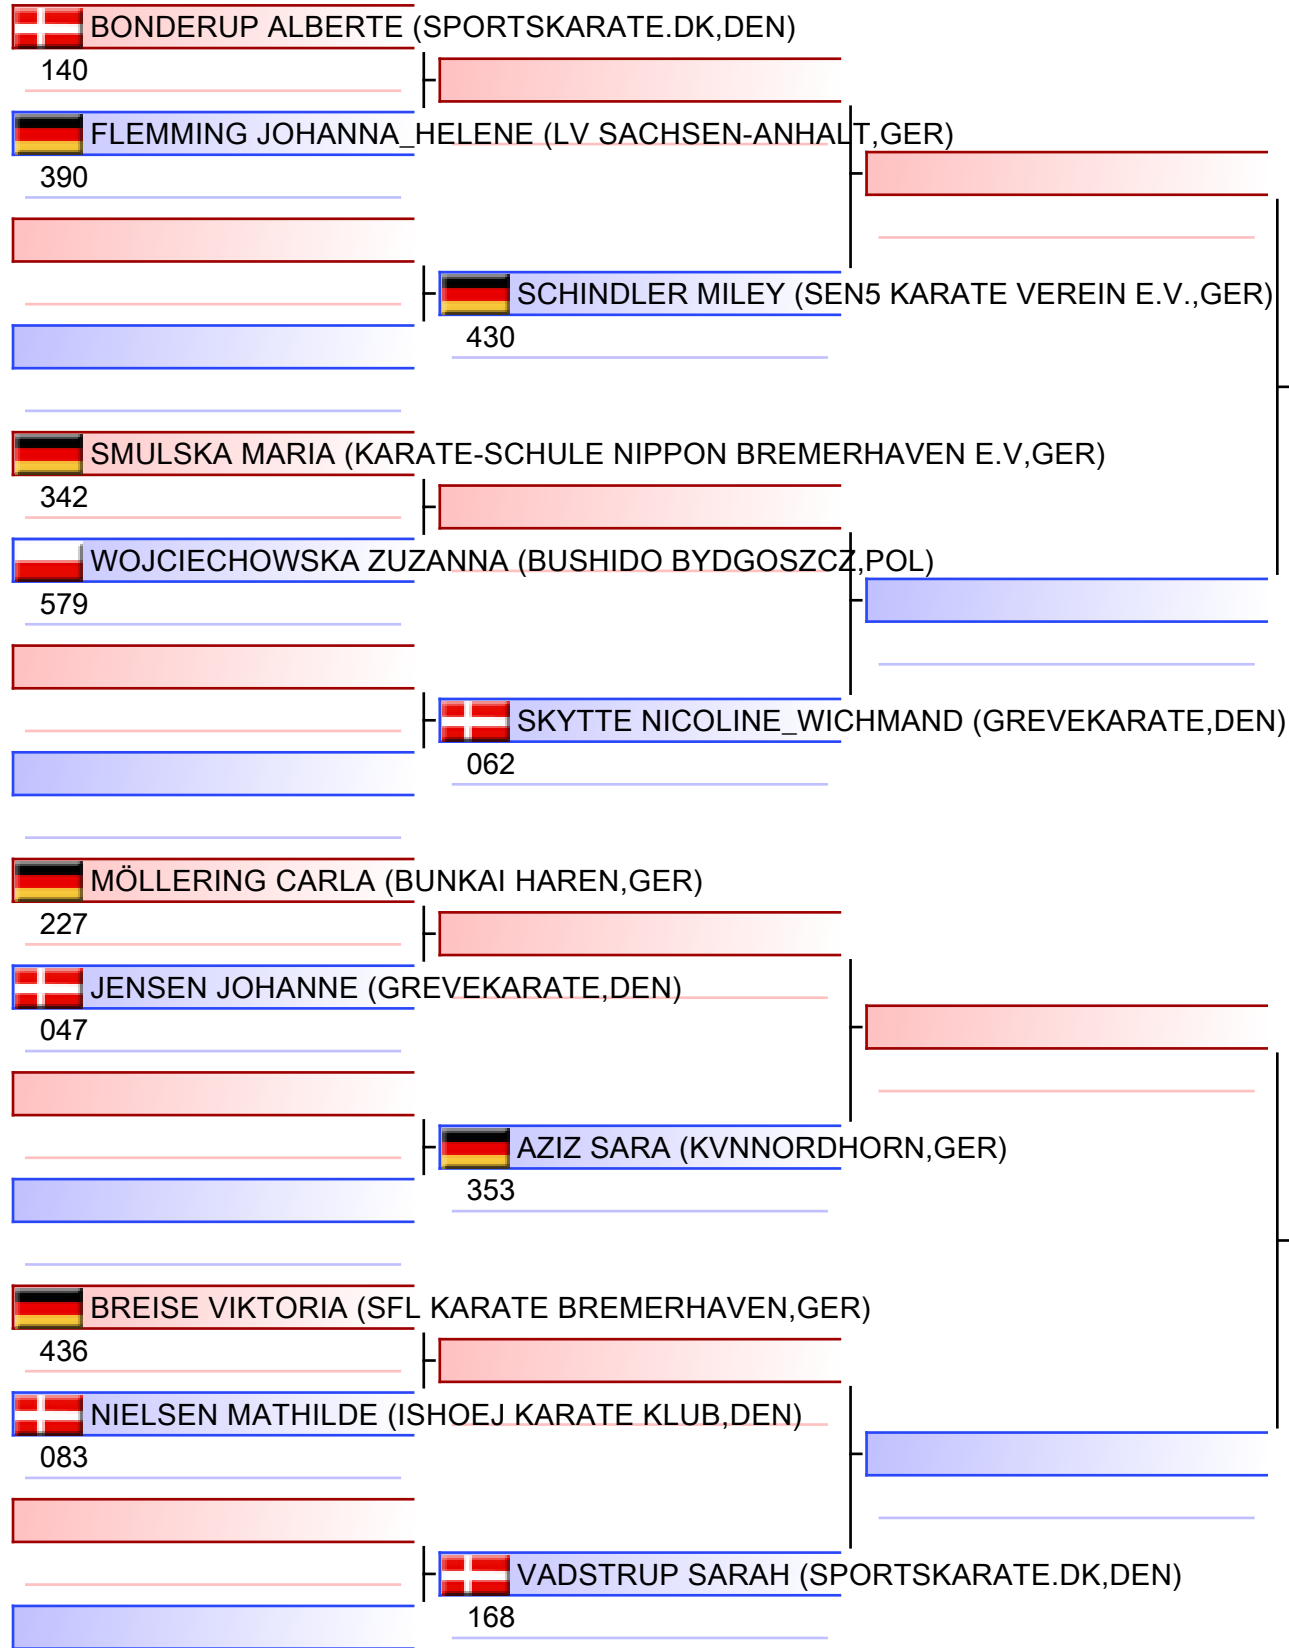 BONDERUP ALBERTE (SPORTSKARATE.DK,DEN)
140
FLEMMING JOHANNA_HELENE (LV SACHSEN-ANHALT,GER)
390
SCHINDLER MILEY (SEN5 KARATE VEREIN E.V.,GER)
430
SMULSKA MARIA (KARATE-SCHULE NIPPON BREMERHAVEN E.V,GER)
342
WOJCIECHOWSKA ZUZANNA (BUSHIDO BYDGOSZCZ,POL)
579
SKYTTE NICOLINE_WICHMAND (GREVEKARATE,DEN)
062
MÖLLERING CARLA (BUNKAI HAREN,GER)
227
JENSEN JOHANNE (GREVEKARATE,DEN)
047
AZIZ SARA (KVNNORDHORN,GER)
353
BREISE VIKTORIA (SFL KARATE BREMERHAVEN,GER)
436
NIELSEN MATHILDE (ISHOEJ KARATE KLUB,DEN)
083
VADSTRUP SARAH (SPORTSKARATE.DK,DEN)
168